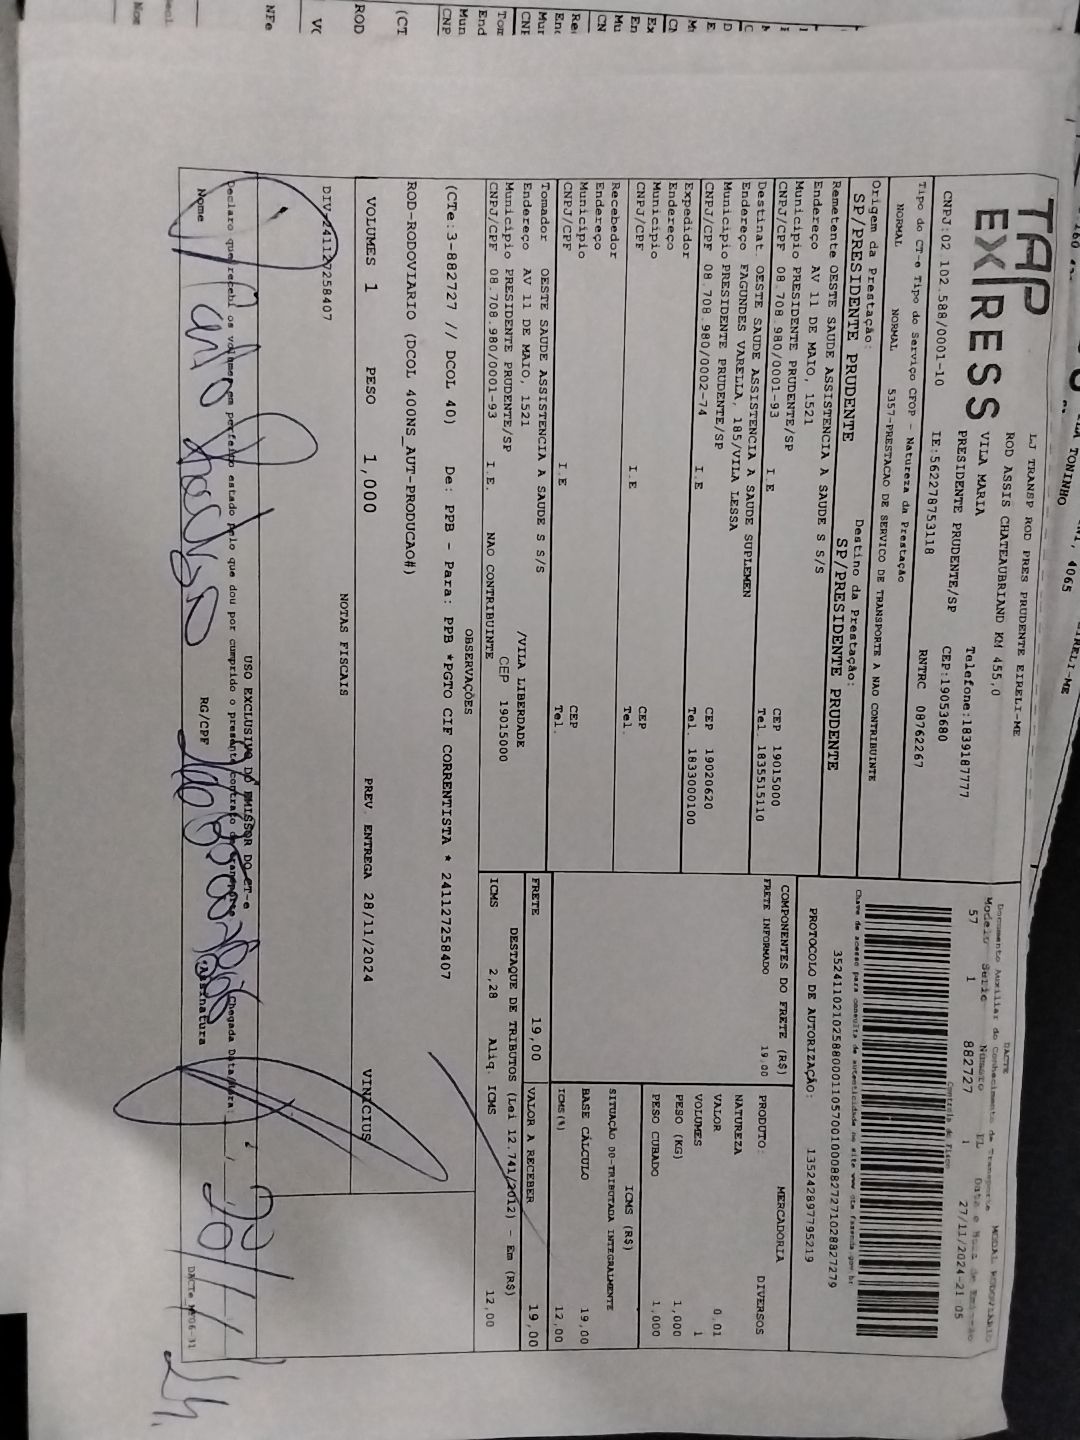 TAP
EXPRESS
LJ TRANSP ROD PRES PRUDENTE EIRELI-ME
ROD ASSIS CHATEAUBRIAND KM 455,0
VILA MARIA Telefone:1839187777
PRESIDENTE PRUDENTE/SP CEP:19053680
CNPJ:02.102.588/0001-10 IE:562278753118 RNTRC 08762267
Tipo do CT-e Tipo do Serviço CFOP - Natureza da Prestação
NORMAL NORMAL 5357-PRESTACAO DE SERVICO DE TRANSPORTE A NAO CONTRIBUINTE
Origem da Prestação: Destino da Prestação:
SP/PRESIDENTE PRUDENTE SP/PRESIDENTE PRUDENTE
Remetente OESTE SAUDE ASSISTENCIA A SAUDE S S/S
Endereço AV 11 DE MAIO, 1521
Município PRESIDENTE PRUDENTE/SP CEP 19015000
CNPJ/CPF 08.708.980/0001-93 I.E Tel. 1835515110
Destinat. OESTE SAUDE ASSISTENCIA A SAUDE SUPLEMEN
Endereço FAGUNDES VARELLA, 185/VILA LESSA
Município PRESIDENTE PRUDENTE/SP CEP 19020620
CNPJ/CPF 08.708.980/0002-74 I.E Tel. 1833000100
Expedidor
Endereço
Município CEP
CNPJ/CPF I.E Tel.
Recebedor
Endereço
Município CEP
CNPJ/CPF I.E Tel.
Tomador OESTE SAUDE ASSISTENCIA A SAUDE S S/S
Endereço AV 11 DE MAIO, 1521 /VILA LIBERDADE
Município PRESIDENTE PRUDENTE/SP CEP 19015000
CNPJ/CPF 08.708.980/0001-93 I.E. NAO CONTRIBUINTE
DACTE MODAL RODOVIÁRIO
Documento Auxiliar do Conhecimento de Transporte
Modelo Serie Número FL Data e Hora de Emissão
57 1 882727 1 27/11/2024-21:05
Controle do Fisco
Chave de acesso para consulta de autenticidade no site www.cte.fazenda.gov.br
35241102102588000110570010008827271028827279
PROTOCOLO DE AUTORIZAÇÃO: 135242897795219
COMPONENTES DO FRETE (R$)
FRETE INFORMADO 19,00
PRODUTO: MERCADORIA
NATUREZA DIVERSOS
VALOR 0,01
VOLUMES 1
PESO (KG) 1,000
PESO CUBADO 1,000
ICMS (R$)
SITUAÇÃO 00-TRIBUTADA INTEGRALMENTE
BASE CÁLCULO 19,00
ICMS(%) 12,00
FRETE 19,00 VALOR A RECEBER 19,00
DESTAQUE DE TRIBUTOS (Lei 12.741/2012) - Em (R$)
ICMS 2,28 Aliq. ICMS 12,00
OBSERVAÇÕES
(CTe:3-882727 // DCOL 40) De: PPB - Para: PPB *PGTO CIF CORRENTISTA * 241127258407
ROD-RODOVIARIO (DCOL 400NS_AUT-PRODUCAO#)
VOLUMES 1 PESO 1,000 PREV. ENTREGA 28/11/2024 VINICIUS
NOTAS FISCAIS
DIV-241127258407
USO EXCLUSIVO DO EMISSOR DO CT-e
Declaro que recebi os volumes em perfeito estado pelo que dou por cumprido o presente contrato de transporte Chegada Data/Hora:
Nome RG/CPF Assinatura
DACTe